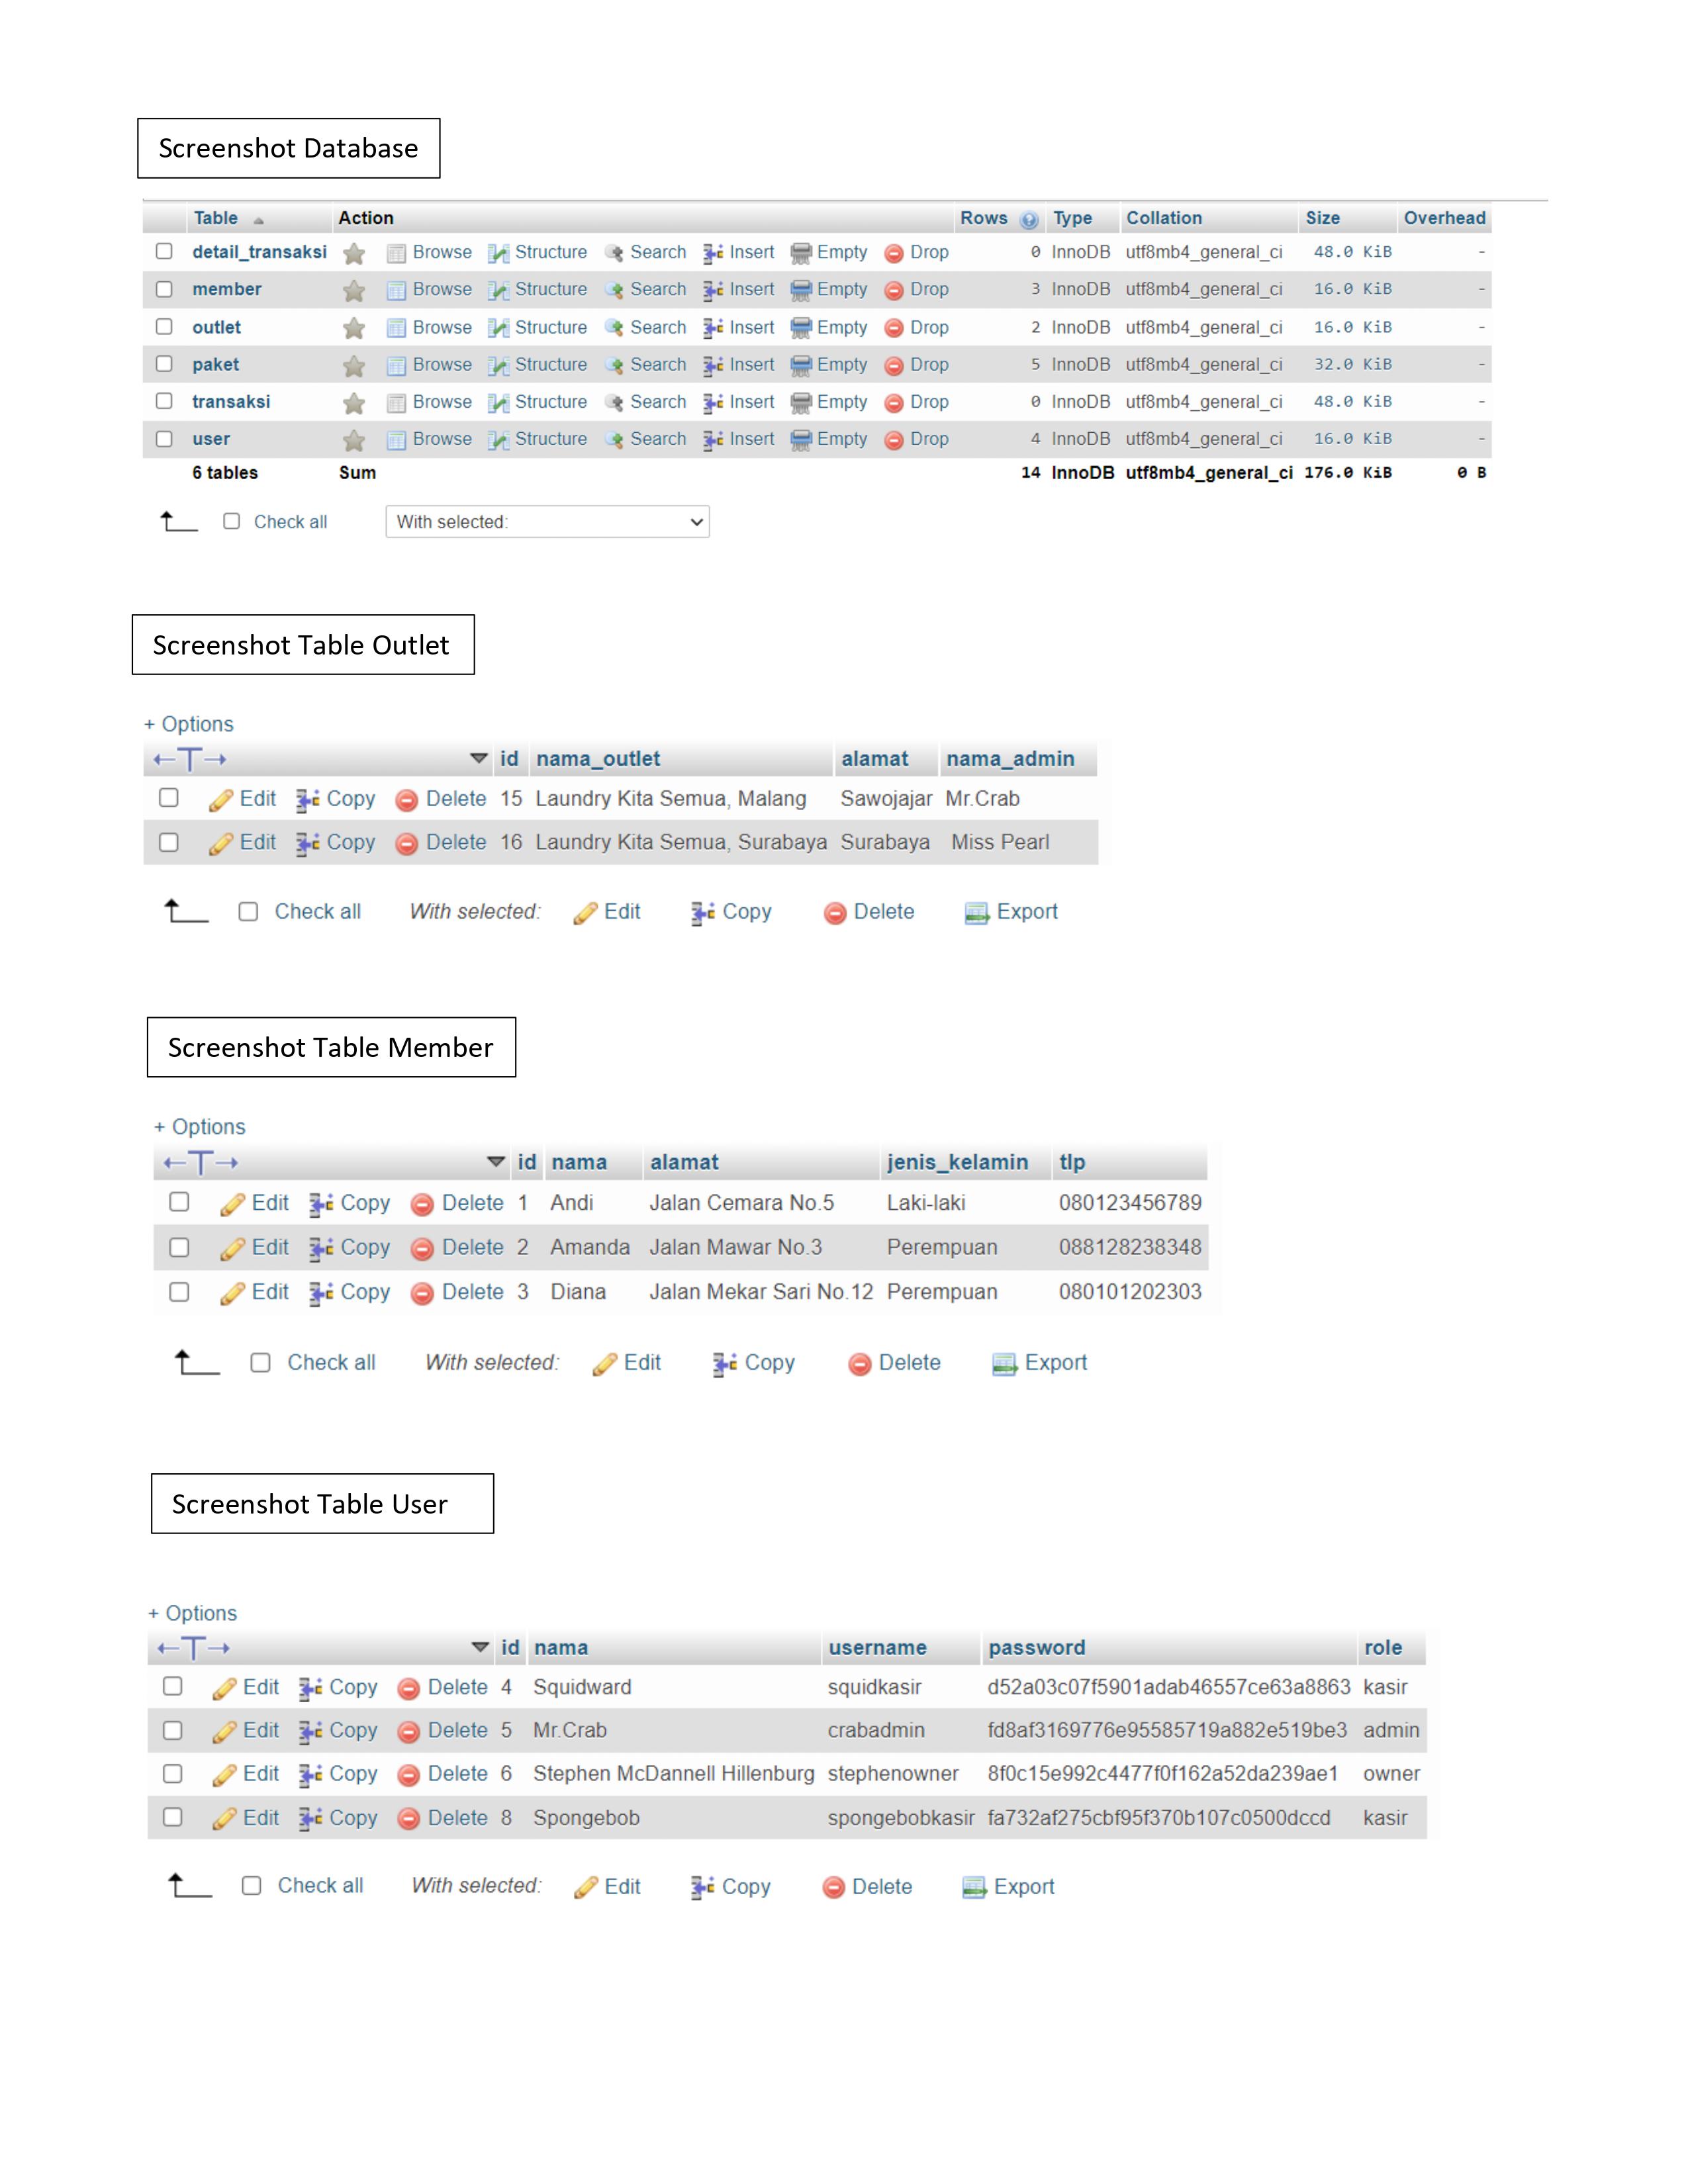 Screenshot Database
Table Action Rows Type Collation Size Overhead
detail_transaksi Browse Structure Search Insert Empty Drop 0 InnoDB utf8mb4_general_ci 48.0 KiB -
member Browse Structure Search Insert Empty Drop 3 InnoDB utf8mb4_general_ci 16.0 KiB -
outlet Browse Structure Search Insert Empty Drop 2 InnoDB utf8mb4_general_ci 16.0 KiB -
paket Browse Structure Search Insert Empty Drop 5 InnoDB utf8mb4_general_ci 32.0 KiB -
transaksi Browse Structure Search Insert Empty Drop 0 InnoDB utf8mb4_general_ci 48.0 KiB -
user Browse Structure Search Insert Empty Drop 4 InnoDB utf8mb4_general_ci 16.0 KiB -
6 tables Sum 14 InnoDB utf8mb4_general_ci 176.0 KiB 0 B
Check all With selected:
Screenshot Table Outlet
+ Options
←T→ id nama_outlet alamat nama_admin
Edit Copy Delete 15 Laundry Kita Semua, Malang Sawojajar Mr.Crab
Edit Copy Delete 16 Laundry Kita Semua, Surabaya Surabaya Miss Pearl
Check all With selected: Edit Copy Delete Export
Screenshot Table Member
+ Options
←T→ id nama alamat jenis_kelamin tlp
Edit Copy Delete 1 Andi Jalan Cemara No.5 Laki-laki 080123456789
Edit Copy Delete 2 Amanda Jalan Mawar No.3 Perempuan 088128238348
Edit Copy Delete 3 Diana Jalan Mekar Sari No.12 Perempuan 080101202303
Check all With selected: Edit Copy Delete Export
Screenshot Table User
+ Options
←T→ id nama username password role
Edit Copy Delete 4 Squidward squidkasir d52a03c07f5901adab46557ce63a8863 kasir
Edit Copy Delete 5 Mr.Crab crabadmin fd8af3169776e95585719a882e519be3 admin
Edit Copy Delete 6 Stephen McDannell Hillenburg stephenowner 8f0c15e992c4477f0f162a52da239ae1 owner
Edit Copy Delete 8 Spongebob spongebobkasir fa732af275cbf95f370b107c0500dccd kasir
Check all With selected: Edit Copy Delete Export